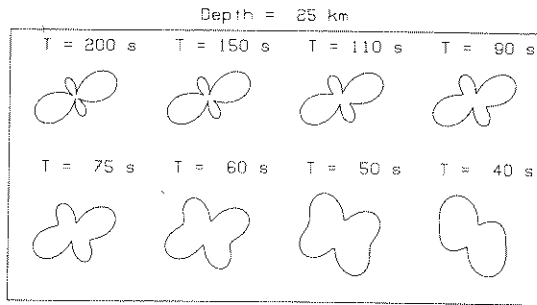 Depth = 25 km
T = 200 s T = 150 s T = 110 s T = 90 s
T = 75 s T = 60 s T = 50 s T = 40 s